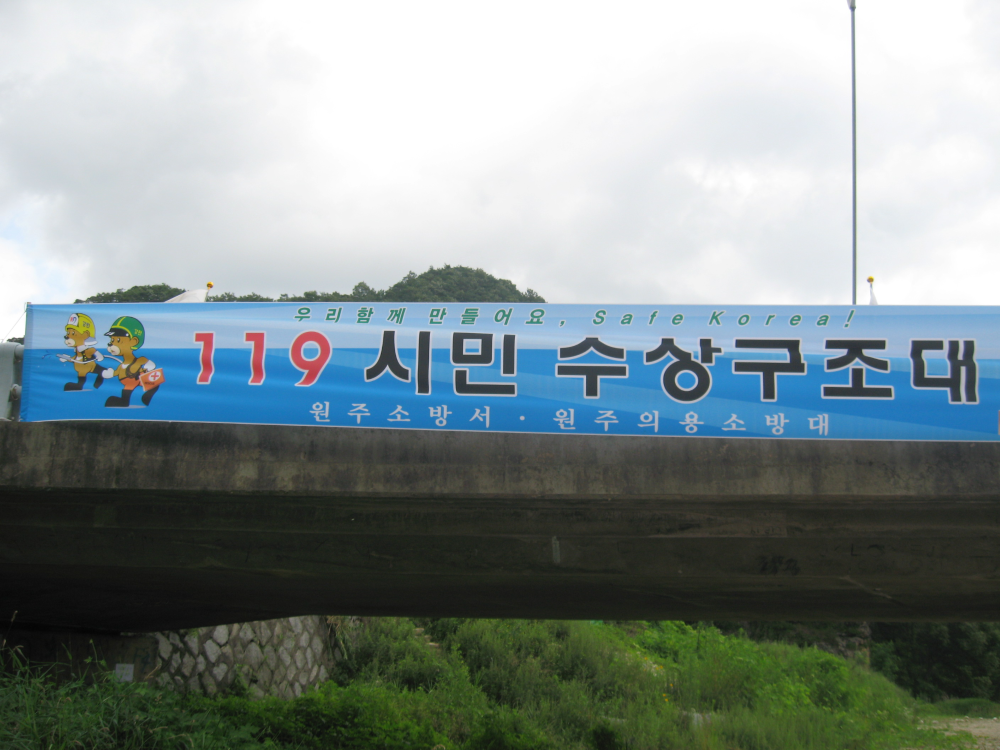 우리함께 만들어요, Safe Korea!
119 시민 수상구조대
원주소방서 · 원주의용소방대